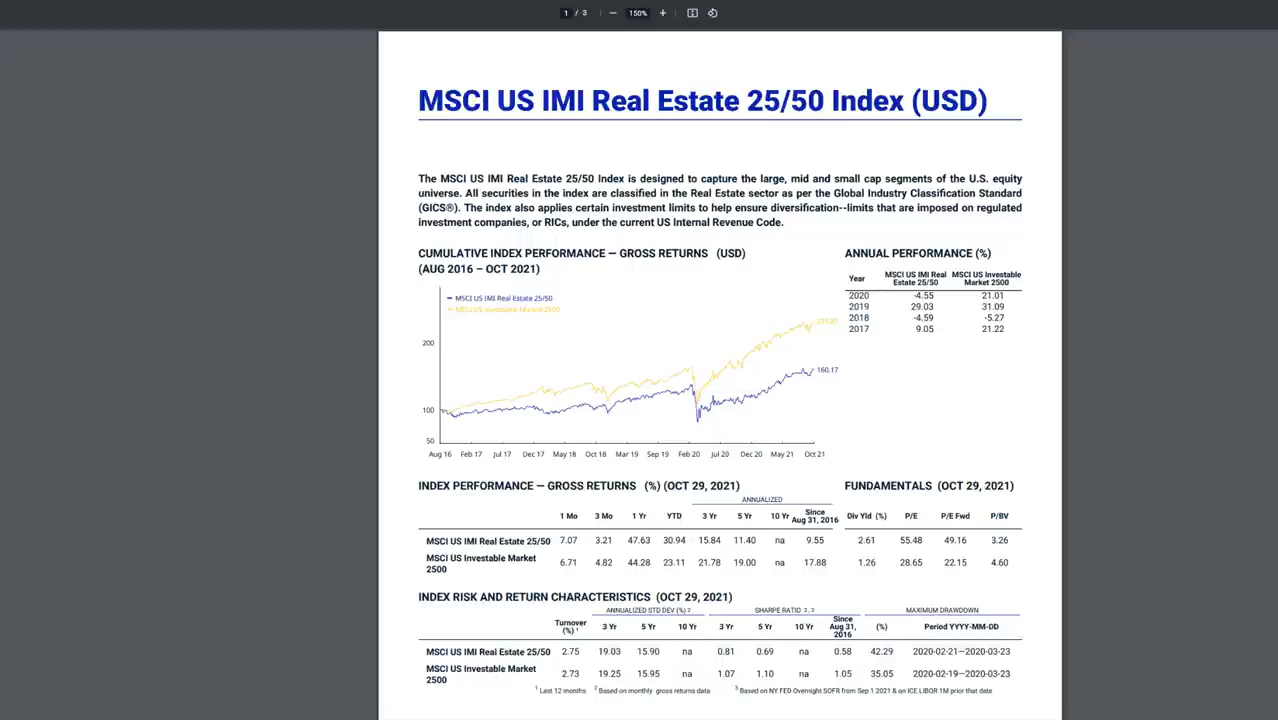 1 / 3 − 150% +
MSCI US IMI Real Estate 25/50 Index (USD)
The MSCI US IMI Real Estate 25/50 Index is designed to capture the large, mid and small cap segments of the U.S. equity
universe. All securities in the index are classified in the Real Estate sector as per the Global Industry Classification Standard
(GICS®). The index also applies certain investment limits to help ensure diversification--limits that are imposed on regulated
investment companies, or RICs, under the current US Internal Revenue Code.
CUMULATIVE INDEX PERFORMANCE — GROSS RETURNS (USD)
(AUG 2016 – OCT 2021)
MSCI US IMI Real Estate 25/50
MSCI US Investable Market 2500
200
160.17
100
50
Aug 16 Feb 17 Jul 17 Dec 17 May 18 Oct 18 Mar 19 Sep 19 Feb 20 Jul 20 Dec 20 May 21 Oct 21
ANNUAL PERFORMANCE (%)
Year MSCI US IMI Real Estate 25/50 MSCI US Investable Market 2500
2020 -4.55 21.01
2019 29.03 31.09
2018 -4.59 -5.27
2017 9.05 21.22
INDEX PERFORMANCE — GROSS RETURNS (%) (OCT 29, 2021)
ANNUALIZED
1 Mo 3 Mo 1 Yr YTD 3 Yr 5 Yr 10 Yr Since Aug 31, 2016
MSCI US IMI Real Estate 25/50 7.07 3.21 47.63 30.94 15.84 11.40 na 9.55
MSCI US Investable Market 2500 6.71 4.82 44.28 23.11 21.78 19.00 na 17.88
FUNDAMENTALS (OCT 29, 2021)
Div Yld (%) P/E P/E Fwd P/BV
2.61 55.48 49.16 3.26
1.26 28.65 22.15 4.60
INDEX RISK AND RETURN CHARACTERISTICS (OCT 29, 2021)
ANNUALIZED STD DEV (%) 2 SHARPE RATIO 2 , 3 MAXIMUM DRAWDOWN
Turnover (%) 1 3 Yr 5 Yr 10 Yr 3 Yr 5 Yr 10 Yr Since Aug 31, 2016 (%) Period YYYY-MM-DD
MSCI US IMI Real Estate 25/50 2.75 19.03 15.90 na 0.81 0.69 na 0.58 42.29 2020-02-21—2020-03-23
MSCI US Investable Market 2500 2.73 19.25 15.95 na 1.07 1.10 na 1.05 35.05 2020-02-19—2020-03-23
1 Last 12 months 2 Based on monthly gross returns data 3 Based on NY FED Overnight SOFR from Sep 1 2021 & on ICE LIBOR 1M prior that date